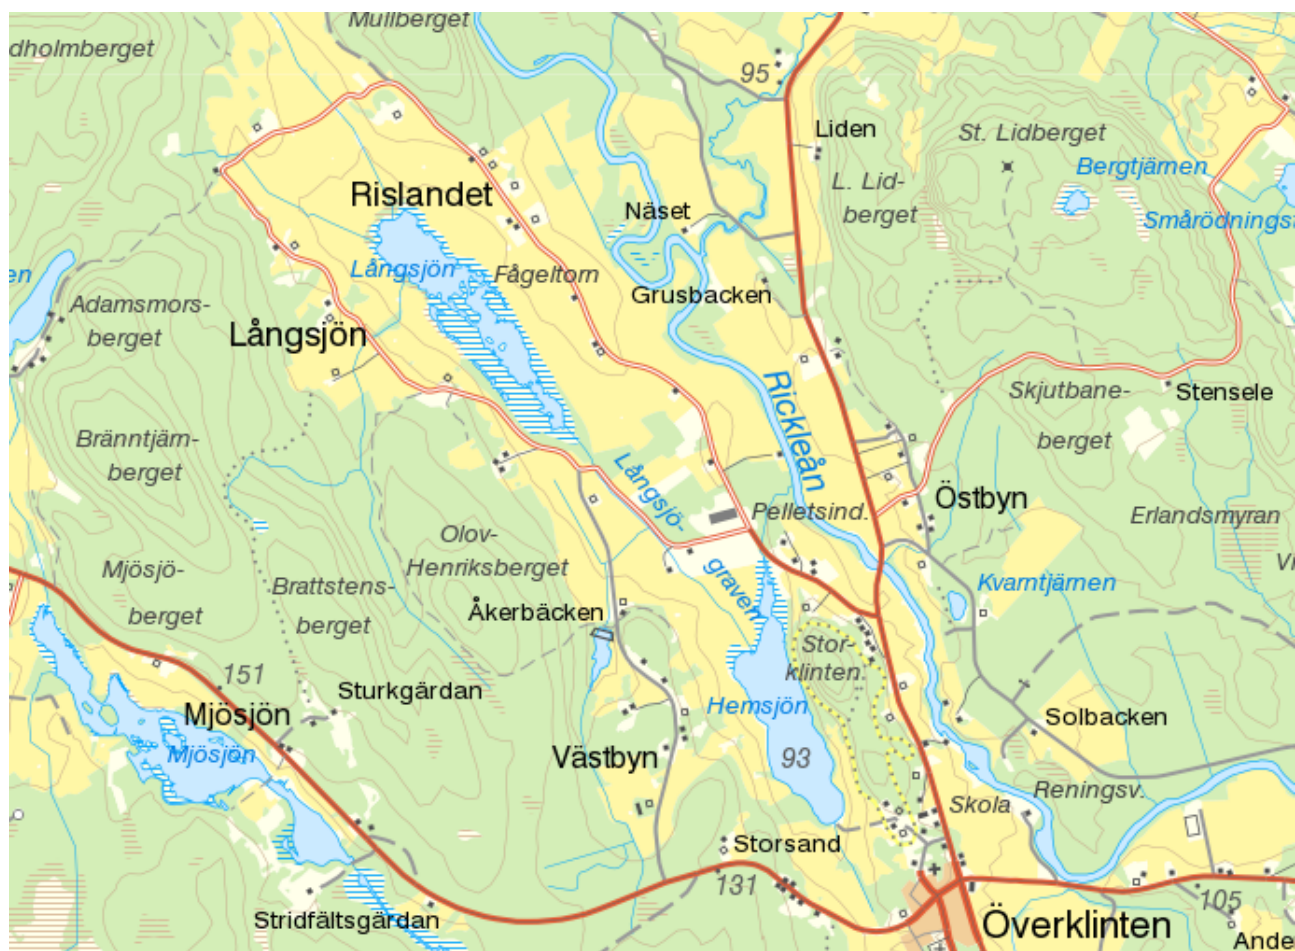 Mullberget
dholmberget
95
Liden
St. Lidberget
Bergtjärnen
L. Lid-
berget
Rislandet
Näset
Långsjön
Fågeltorn
Grusbacken
Adamsmors-
berget
Långsjön
Rickleån
Skjutbane-
berget
Stensele
Bränntjärn-
berget
Långsjö-
graven
Östbyn
Pelletsind.
Erlandsmyran
Olov-
Henriksberget
Mjösjö-
berget
Brattstens-
berget
Åkerbäcken
Kvarntjärnen
Stor-
klinten
151
Sturkgärdan
Mjösjön
Mjösjön
Hemsjön
Solbacken
Västbyn
93
Skola
Reningsv.
Storsand
131
105
Stridfältsgärdan
Överklinten